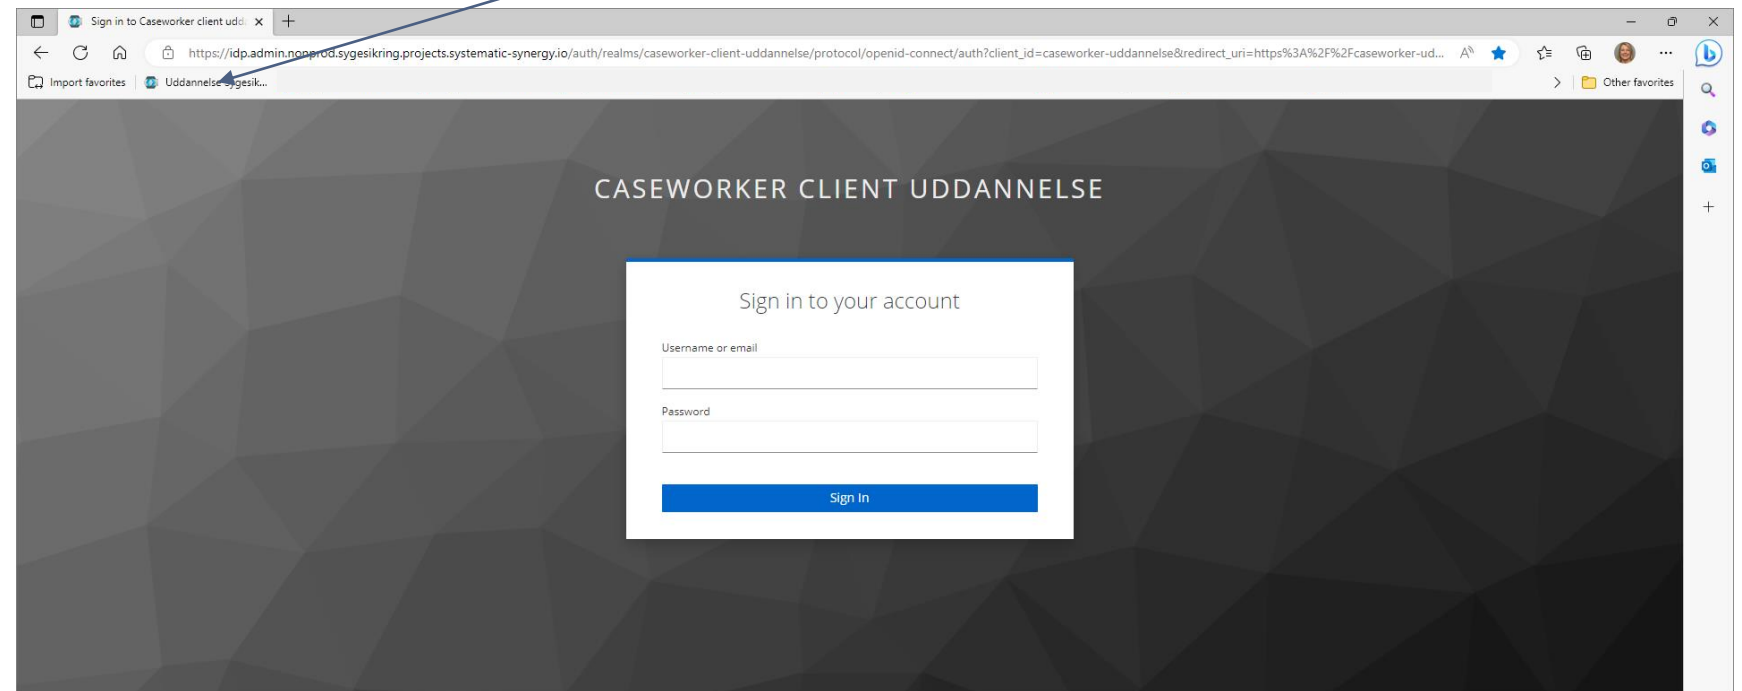 Sign in to Caseworker client udd
https://idp.admin.nonprod.sygesikring.projects.systematic-synergy.io/auth/realms/caseworker-client-uddannelse/protocol/openid-connect/auth?client_id=caseworker-uddannelse&redirect_uri=https%3A%2F%2Fcaseworker-ud...
Import favorites
Uddannelse sygesik...
Other favorites
CASEWORKER CLIENT UDDANNELSE
Sign in to your account
Username or email
Password
Sign In